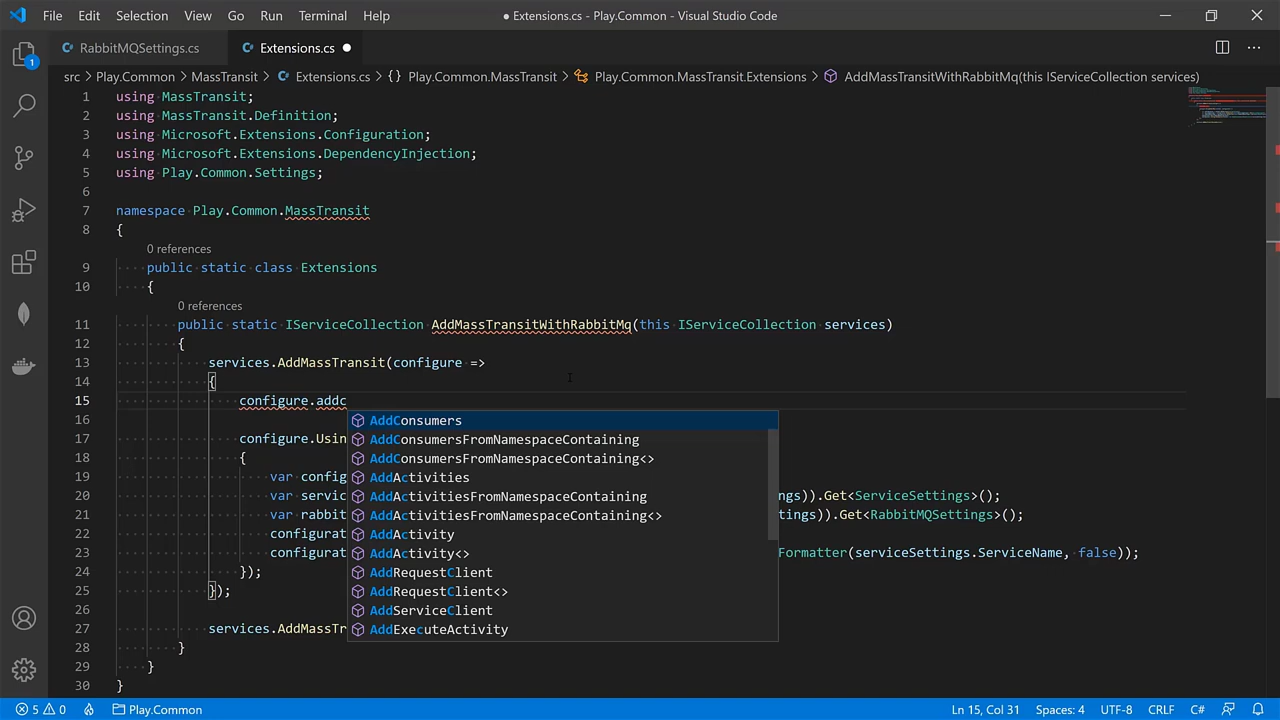 File Edit Selection View Go Run Terminal Help
● Extensions.cs - Play.Common - Visual Studio Code
RabbitMQSettings.cs Extensions.cs ●
src > Play.Common > MassTransit > Extensions.cs > {} Play.Common.MassTransit > Play.Common.MassTransit.Extensions > AddMassTransitWithRabbitMq(this IServiceCollection services)
1
1 using MassTransit;
2 using MassTransit.Definition;
3 using Microsoft.Extensions.Configuration;
4 using Microsoft.Extensions.DependencyInjection;
5 using Play.Common.Settings;
6
7 namespace Play.Common.MassTransit
8 {
0 references
9 public static class Extensions
10 {
0 references
11 public static IServiceCollection AddMassTransitWithRabbitMq(this IServiceCollection services)
12 {
13 services.AddMassTransit(configure =>
14 {
15 configure.addc
16
17 configure.Usin
18 {
19 var config
20 var servic ngs)).Get<ServiceSettings>();
21 var rabbit tings)).Get<RabbitMQSettings>();
22 configurat
23 configurat Formatter(serviceSettings.ServiceName, false));
24 });
25 });
26
27 services.AddMassTr
28 }
29 }
30 }
AddConsumers
AddConsumersFromNamespaceContaining
AddConsumersFromNamespaceContaining<>
AddActivities
AddActivitiesFromNamespaceContaining
AddActivitiesFromNamespaceContaining<>
AddActivity
AddActivity<>
AddRequestClient
AddRequestClient<>
AddServiceClient
AddExecuteActivity
5 0 Play.Common Ln 15, Col 31 Spaces: 4 UTF-8 CRLF C#